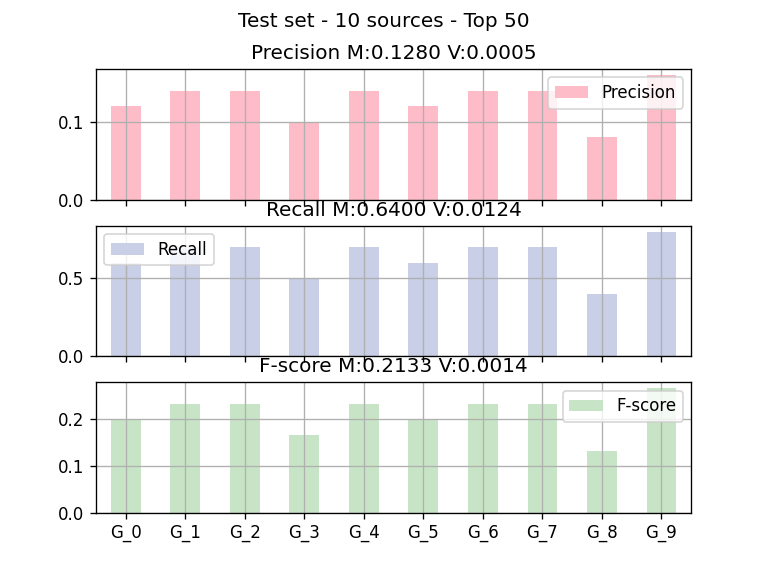 Test set - 10 sources - Top 50
Precision M:0.1280 V:0.0005
Precision
0.1
0.0
Recall M:0.6400 V:0.0124
Recall
0.5
0.0
F-score M:0.2133 V:0.0014
F-score
0.2
0.1
0.0
G_0 G_1 G_2 G_3 G_4 G_5 G_6 G_7 G_8 G_9